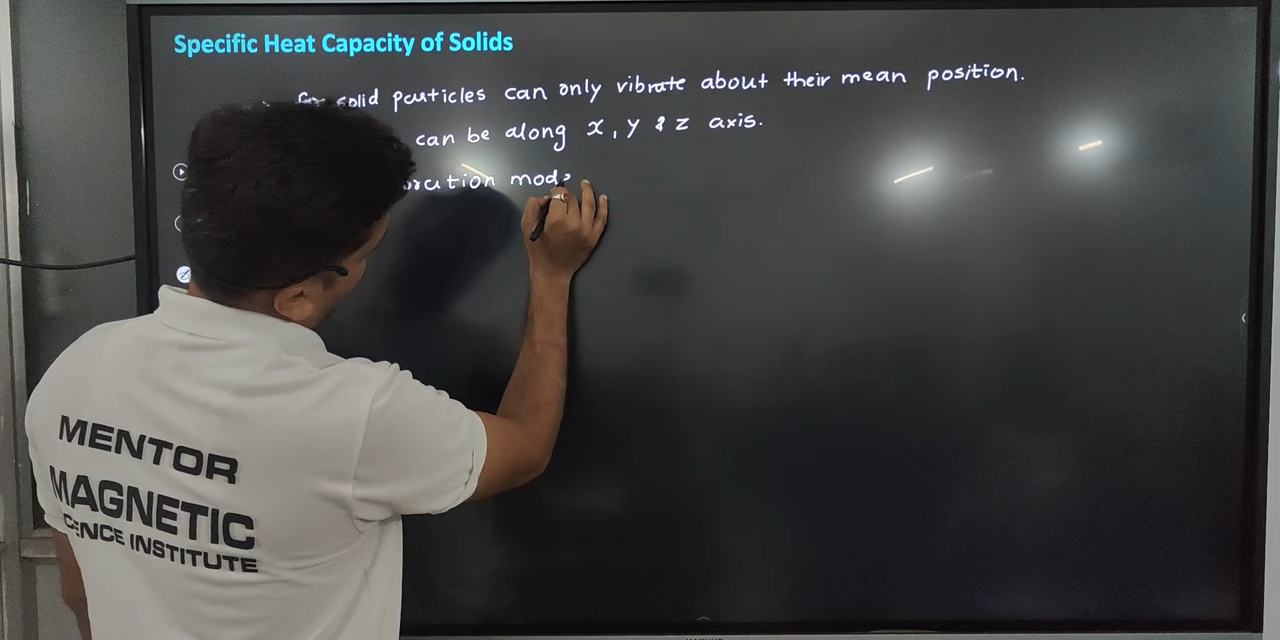 Specific Heat Capacity of Solids
solid particles can only vibrate about their mean position.
can be along x, y & z axis.
MENTOR
MAGNETIC
INSTITUTE